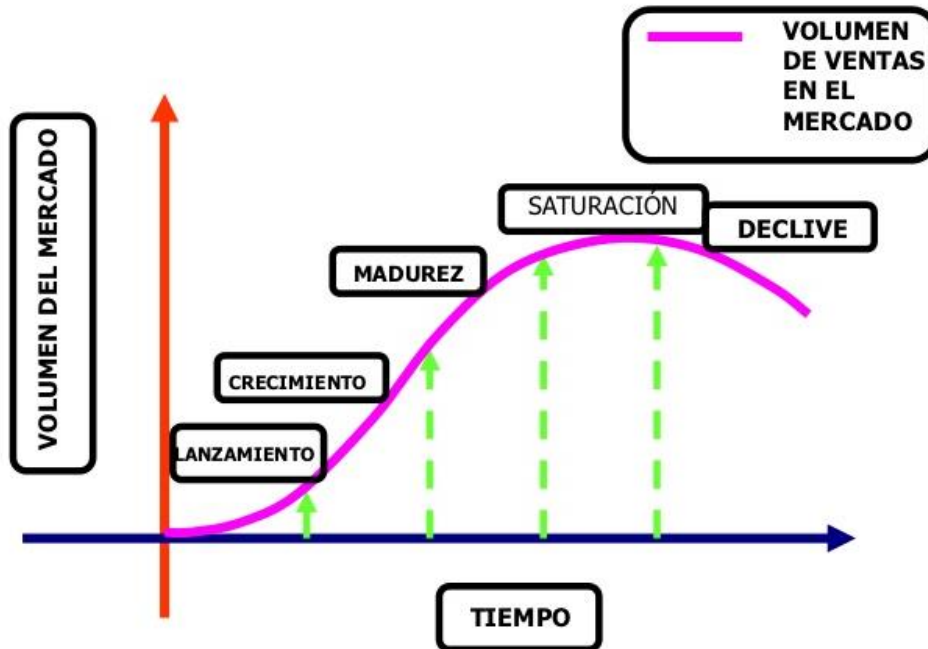 VOLUMEN
DE VENTAS
EN EL
MERCADO
VOLUMEN DEL MERCADO
SATURACIÓN
DECLIVE
MADUREZ
CRECIMIENTO
LANZAMIENTO
TIEMPO